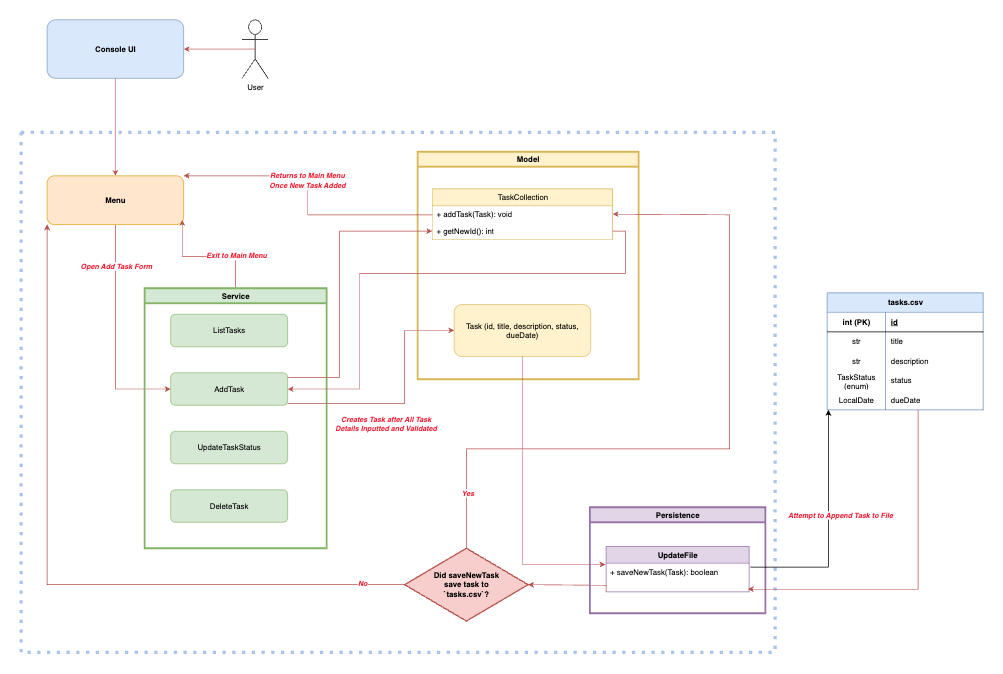 Console UI
User
Model
Returns to Main Menu
Once New Task Added
TaskCollection
+ addTask(Task): void
+ getNewId(): int
Menu
Open Add Task Form
Exit to Main Menu
Service
ListTasks
AddTask
UpdateTaskStatus
DeleteTask
Task (id, title, description, status,
dueDate)
Creates Task after All Task
Details Inputted and Validated
tasks.csv
int (PK) id
str title
str description
TaskStatus
(enum) status
LocalDate dueDate
Yes
Attempt to Append Task to File
Persistence
UpdateFile
+ saveNewTask(Task): boolean
Did saveNewTask
save task to
`tasks.csv`?
No